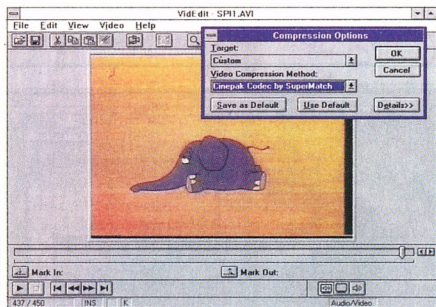 VidEdit - SPI1.AVI
File Edit View Video Help
Compression Options
Target:
Custom
Video Compression Method:
Cinepak Codec by SuperMatch
OK
Cancel
Save as Default
Use Default
Details>>
Mark In:
Mark Out:
437 / 450
INS
K
Audio/Video